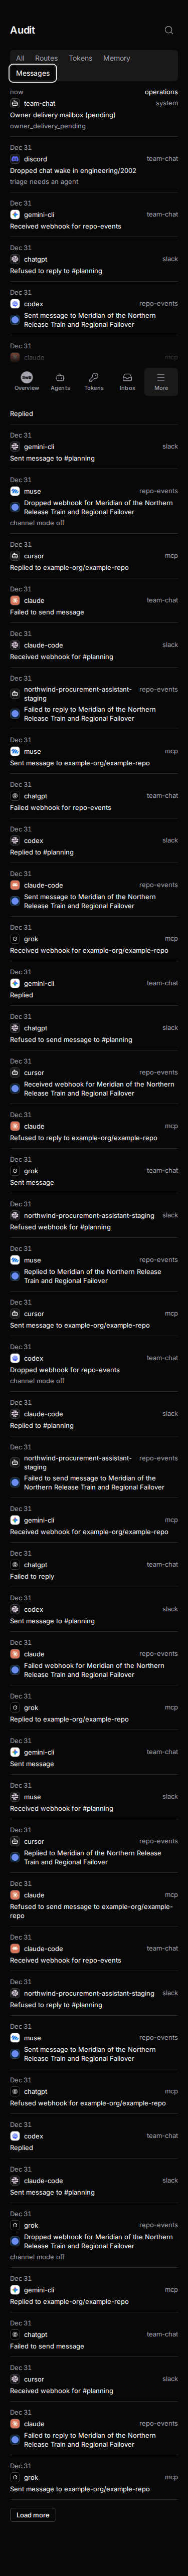 Audit
All Routes Tokens Memory
Messages
now operations
team-chat system
Owner delivery mailbox (pending)
owner_delivery_pending
Dec 31
discord team-chat
Dropped chat wake in engineering/2002
triage needs an agent
Dec 31
gemini-cli team-chat
Received webhook for repo-events
Dec 31
chatgpt slack
Refused to reply to #planning
Dec 31
codex repo-events
Sent message to Meridian of the Northern
Release Train and Regional Failover
Dec 31
claude mcp
Overview Agents Tokens Inbox More
Replied
Dec 31
gemini-cli slack
Sent message to #planning
Dec 31
muse repo-events
Dropped webhook for Meridian of the Northern
Release Train and Regional Failover
channel mode off
Dec 31
cursor mcp
Replied to example-org/example-repo
Dec 31
claude team-chat
Failed to send message
Dec 31
claude-code slack
Received webhook for #planning
Dec 31
northwind-procurement-assistant- repo-events
staging
Failed to reply to Meridian of the Northern
Release Train and Regional Failover
Dec 31
muse mcp
Sent message to example-org/example-repo
Dec 31
chatgpt team-chat
Failed webhook for repo-events
Dec 31
codex slack
Replied to #planning
Dec 31
claude-code repo-events
Sent message to Meridian of the Northern
Release Train and Regional Failover
Dec 31
grok mcp
Received webhook for example-org/example-repo
Dec 31
gemini-cli team-chat
Replied
Dec 31
chatgpt slack
Refused to send message to #planning
Dec 31
cursor repo-events
Received webhook for Meridian of the Northern
Release Train and Regional Failover
Dec 31
claude mcp
Refused to reply to example-org/example-repo
Dec 31
grok team-chat
Sent message
Dec 31
northwind-procurement-assistant-staging slack
Refused webhook for #planning
Dec 31
muse repo-events
Replied to Meridian of the Northern Release
Train and Regional Failover
Dec 31
cursor mcp
Sent message to example-org/example-repo
Dec 31
codex team-chat
Dropped webhook for repo-events
channel mode off
Dec 31
claude-code slack
Replied to #planning
Dec 31
northwind-procurement-assistant- repo-events
staging
Failed to send message to Meridian of the
Northern Release Train and Regional Failover
Dec 31
gemini-cli mcp
Received webhook for example-org/example-repo
Dec 31
chatgpt team-chat
Failed to reply
Dec 31
codex slack
Sent message to #planning
Dec 31
claude repo-events
Failed webhook for Meridian of the Northern
Release Train and Regional Failover
Dec 31
grok mcp
Replied to example-org/example-repo
Dec 31
gemini-cli team-chat
Sent message
Dec 31
muse slack
Received webhook for #planning
Dec 31
cursor repo-events
Replied to Meridian of the Northern Release
Train and Regional Failover
Dec 31
claude mcp
Refused to send message to example-org/example-
repo
Dec 31
claude-code team-chat
Received webhook for repo-events
Dec 31
northwind-procurement-assistant-staging slack
Refused to reply to #planning
Dec 31
muse repo-events
Sent message to Meridian of the Northern
Release Train and Regional Failover
Dec 31
chatgpt mcp
Refused webhook for example-org/example-repo
Dec 31
codex team-chat
Replied
Dec 31
claude-code slack
Sent message to #planning
Dec 31
grok repo-events
Dropped webhook for Meridian of the Northern
Release Train and Regional Failover
channel mode off
Dec 31
gemini-cli mcp
Replied to example-org/example-repo
Dec 31
chatgpt team-chat
Failed to send message
Dec 31
cursor slack
Received webhook for #planning
Dec 31
claude repo-events
Failed to reply to Meridian of the Northern
Release Train and Regional Failover
Dec 31
grok mcp
Sent message to example-org/example-repo
Load more